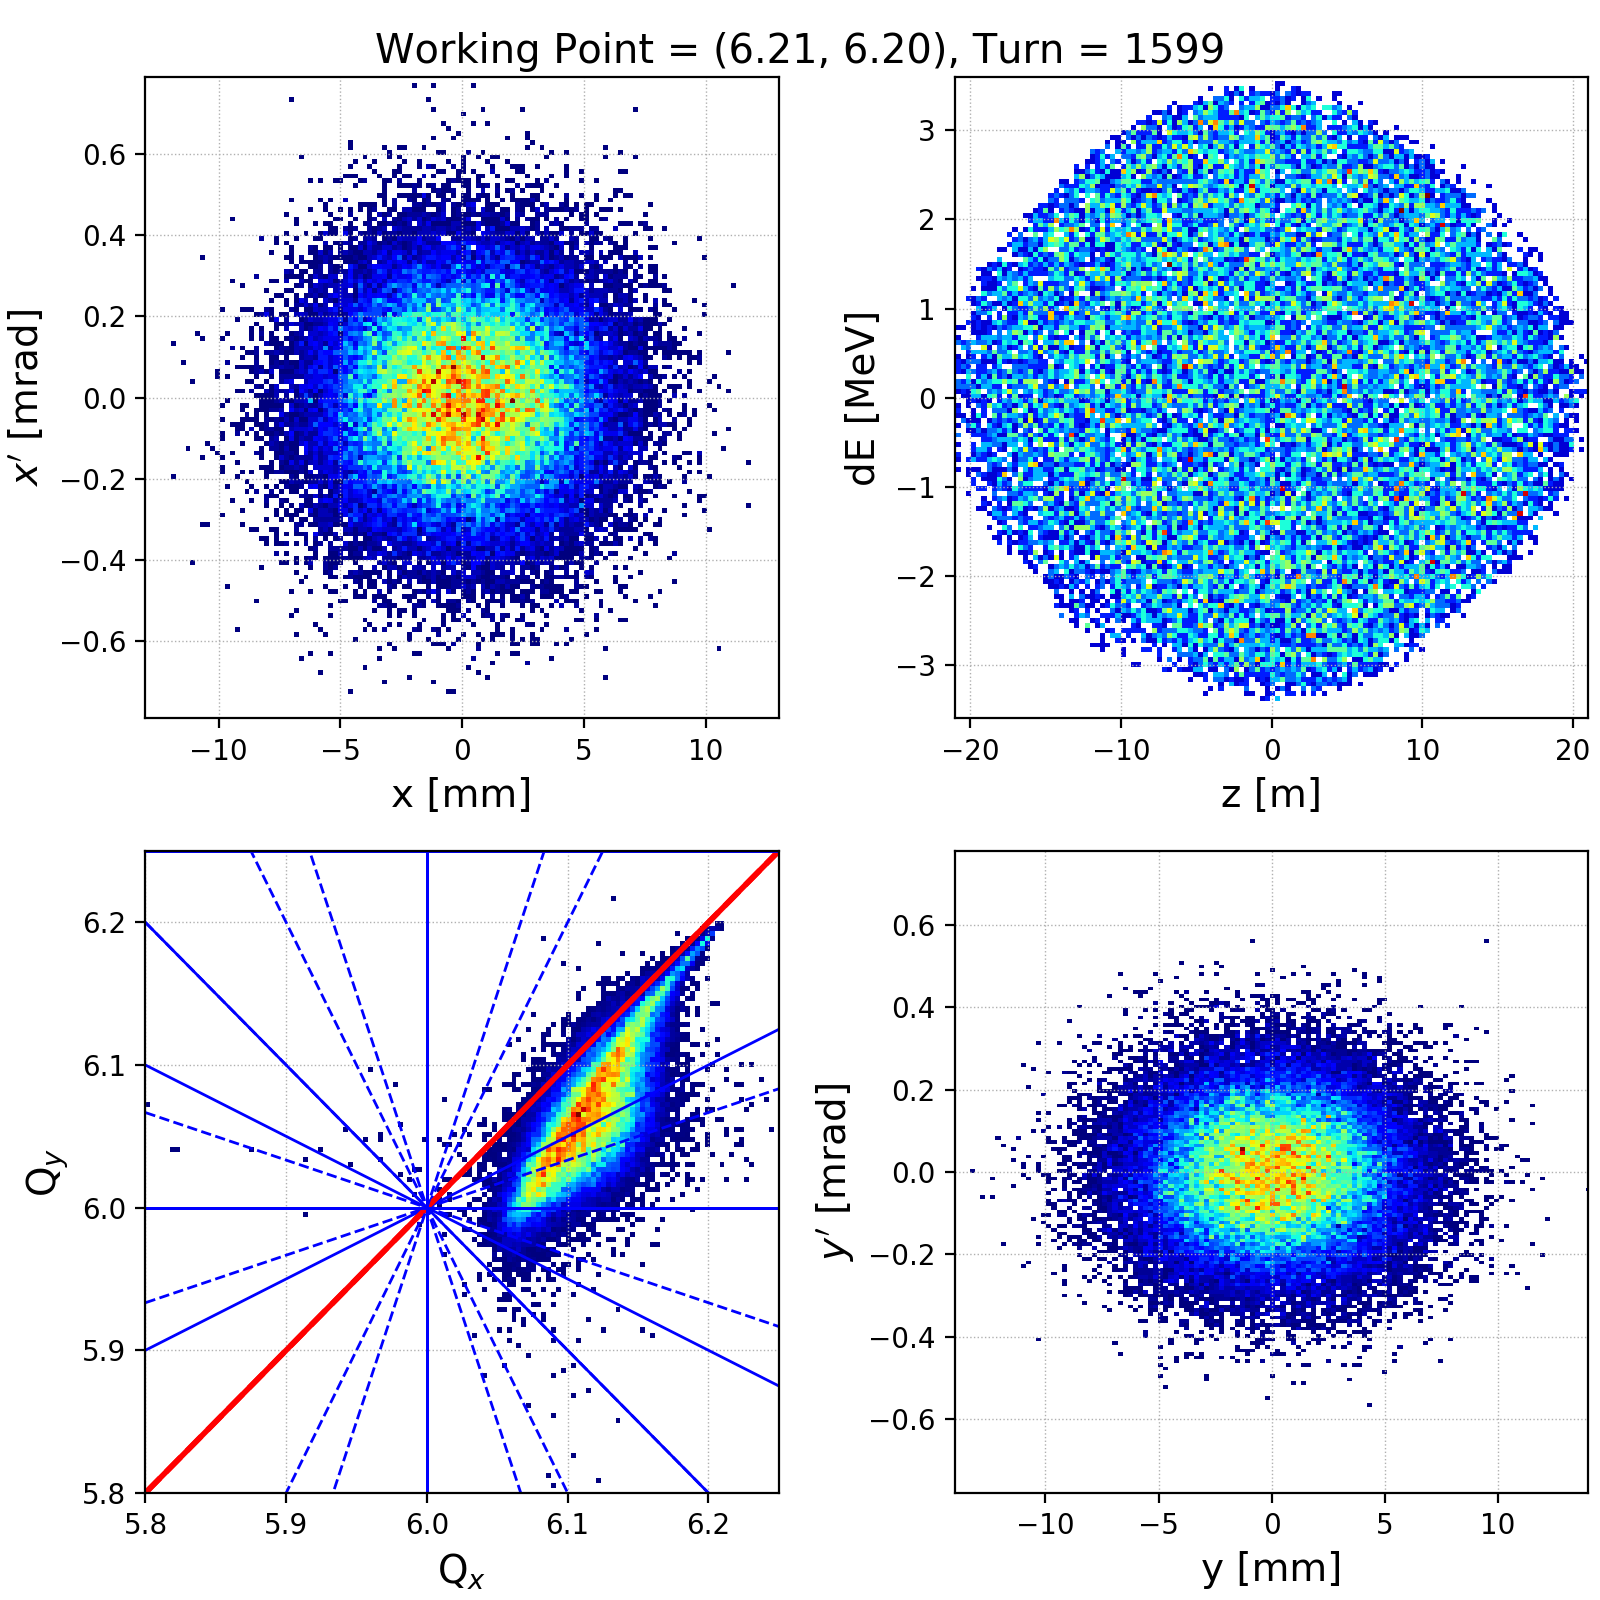 Working Point = (6.21, 6.20), Turn = 1599
0.6
0.4
0.2
0.0
−0.2
−0.4
−0.6
x′ [mrad]
−10 −5 0 5 10
x [mm]
3
2
1
0
−1
−2
−3
dE [MeV]
−20 −10 0 10 20
z [m]
6.2
6.1
6.0
5.9
5.8
Qy
5.8 5.9 6.0 6.1 6.2
Qx
0.6
0.4
0.2
0.0
−0.2
−0.4
−0.6
y′ [mrad]
−10 −5 0 5 10
y [mm]